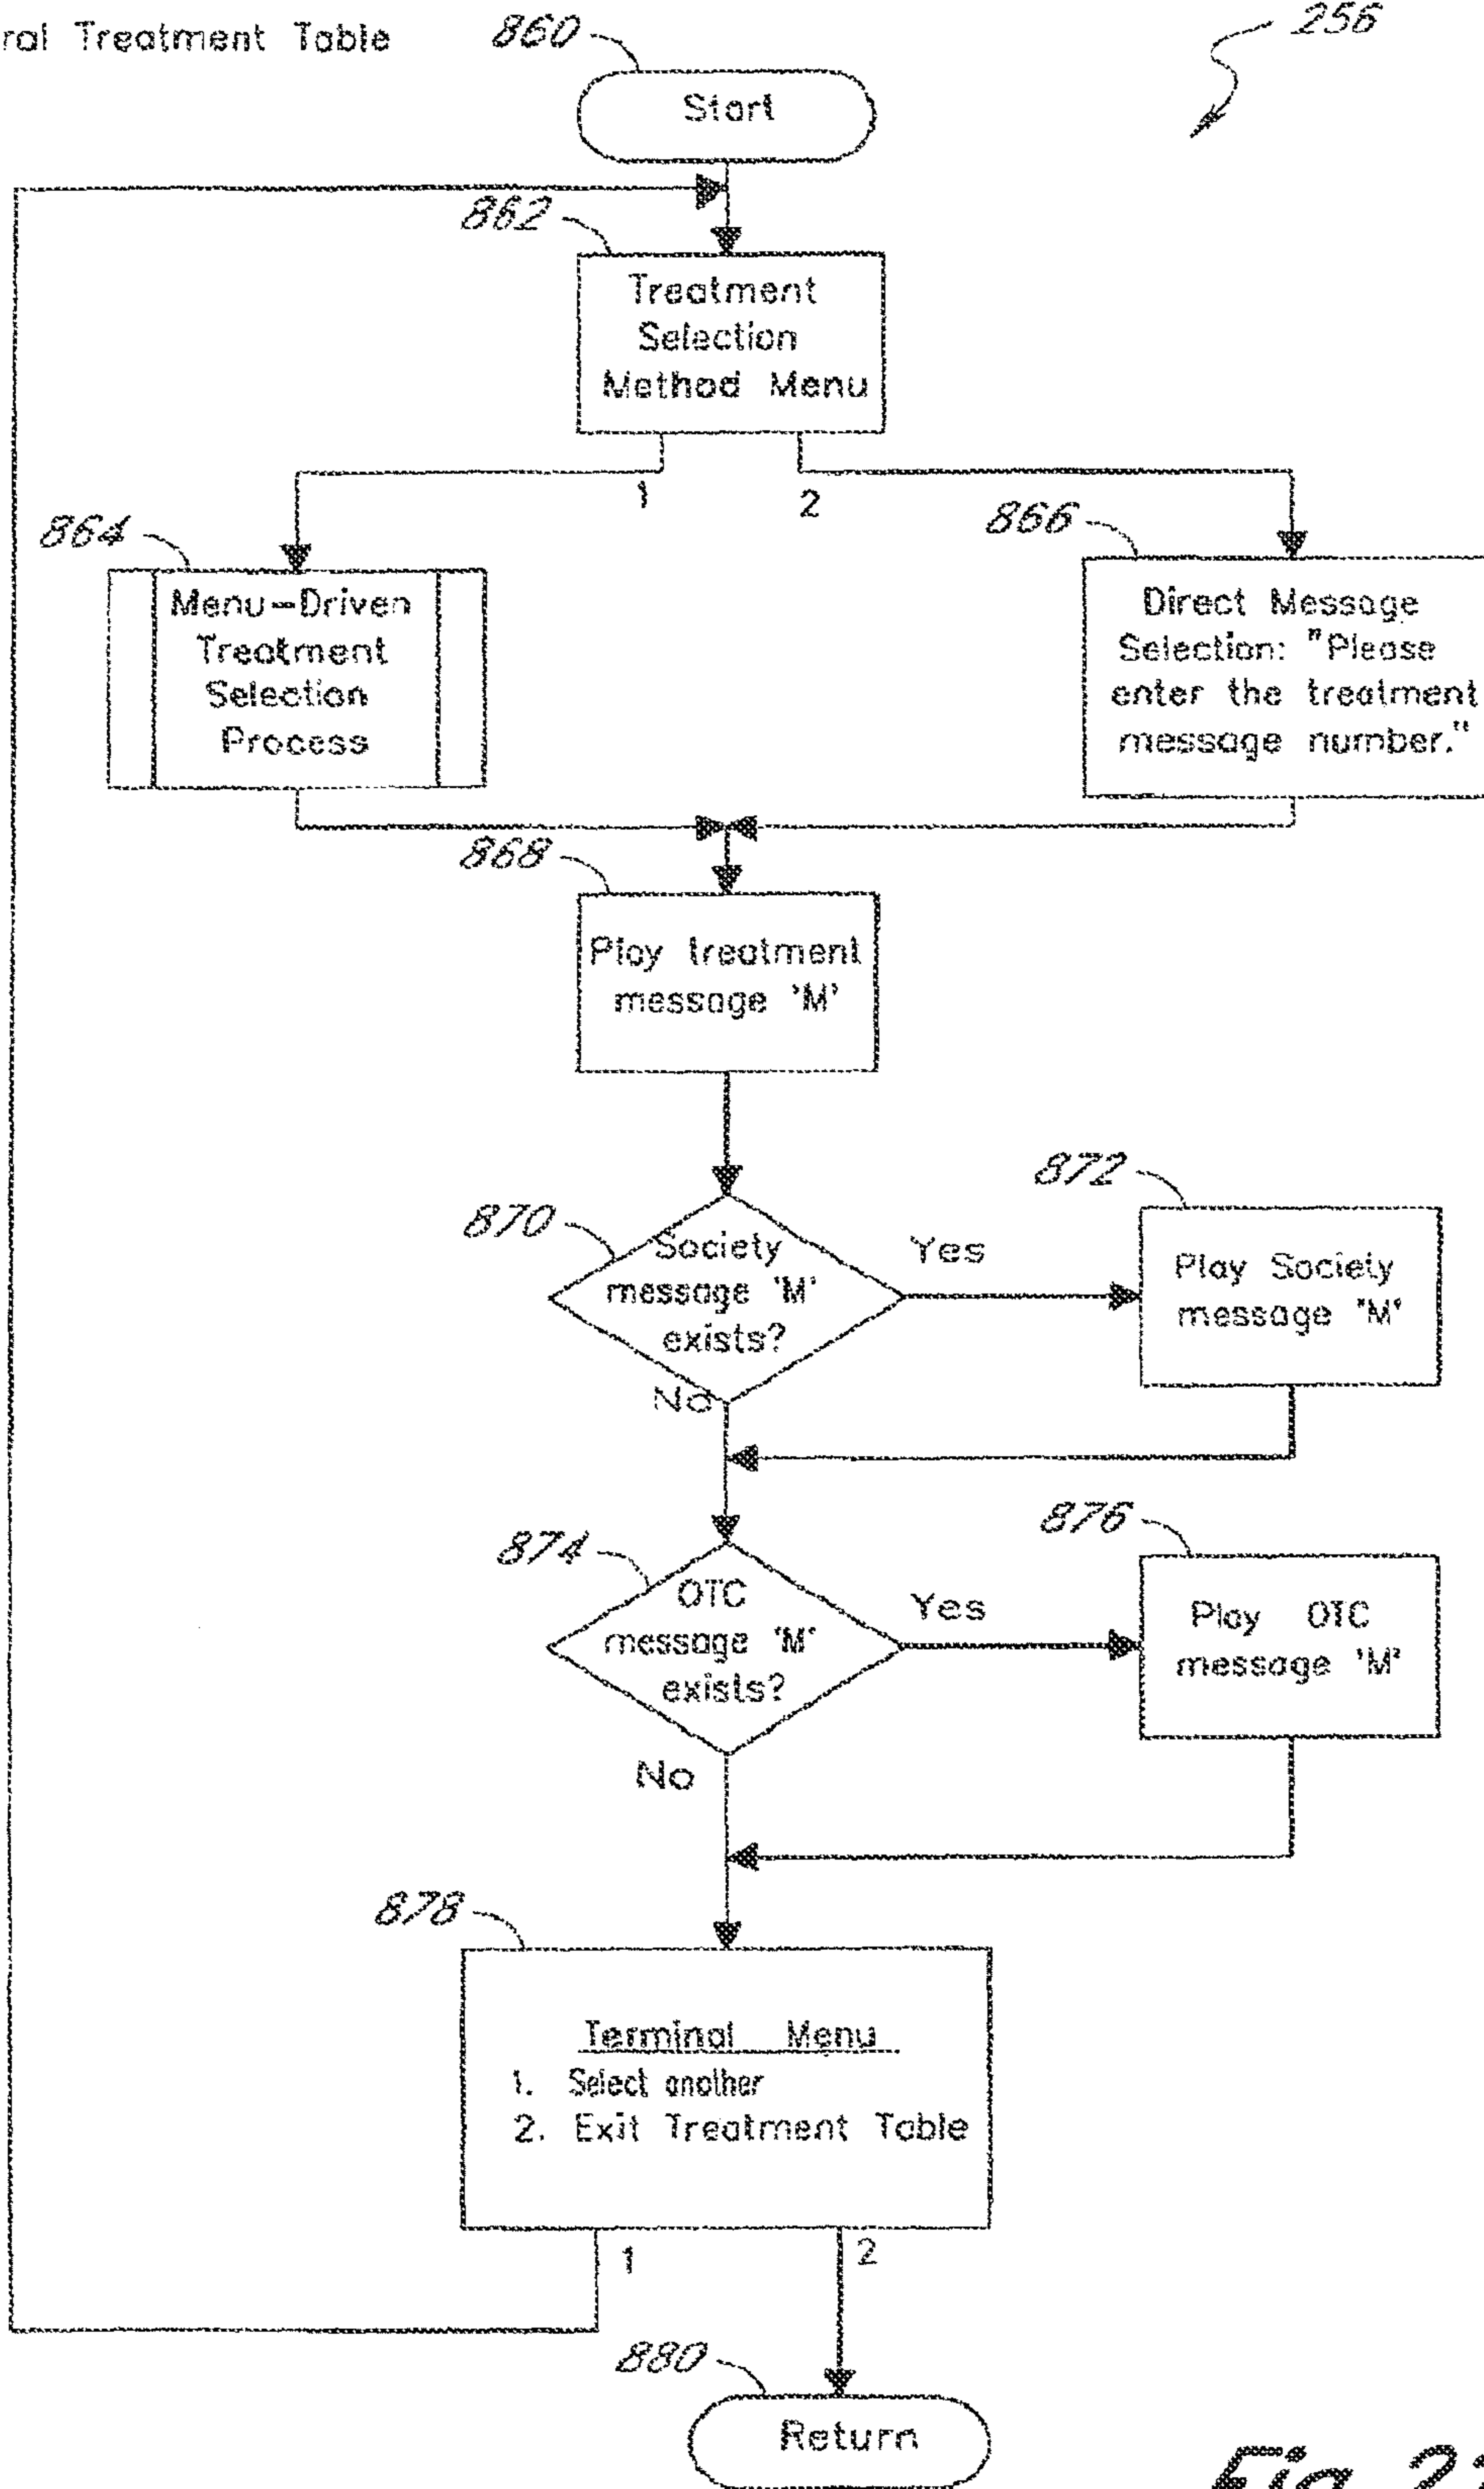 Treatment Table
860
256
Start
862
Treatment
Selection
Method Menu
1
2
864
866
Menu-Driven
Treatment
Selection
Process
Direct Message
Selection: "Please
enter the treatment
message number."
868
Play treatment
message 'M'
870
Society
message 'M'
exists?
Yes
No
872
Play Society
message 'M'
874
OTC
message 'M'
exists?
Yes
No
876
Play OTC
message 'M'
878
Terminal Menu
1. Select another
2. Exit Treatment Table
1
2
880
Return
Fig.